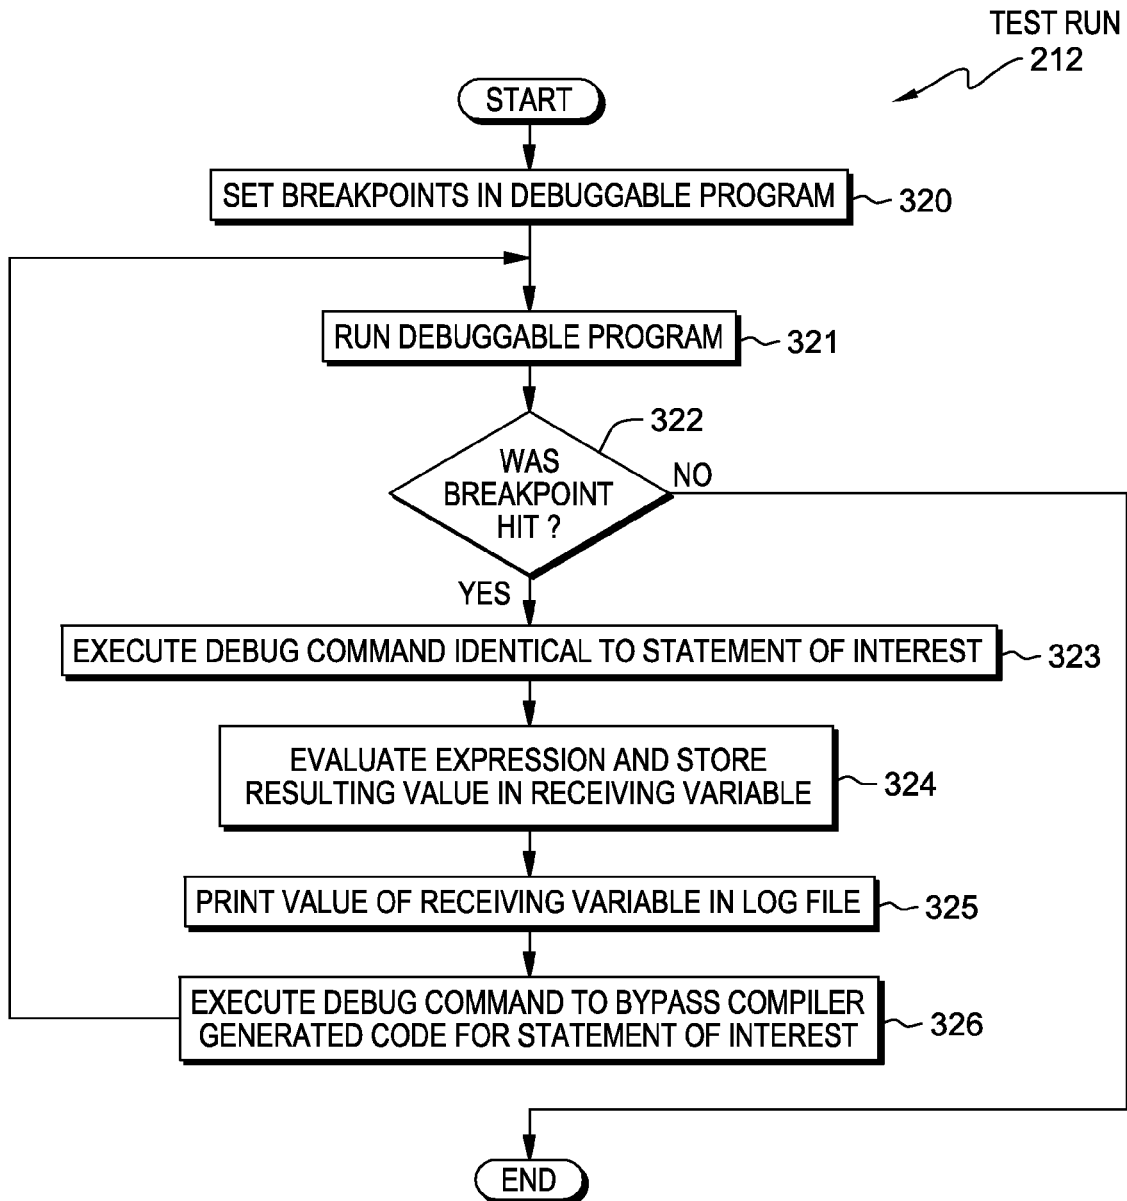 TEST RUN
212
START
SET BREAKPOINTS IN DEBUGGABLE PROGRAM
320
RUN DEBUGGABLE PROGRAM
321
322
WAS
BREAKPOINT
HIT ?
NO
YES
EXECUTE DEBUG COMMAND IDENTICAL TO STATEMENT OF INTEREST
323
EVALUATE EXPRESSION AND STORE
RESULTING VALUE IN RECEIVING VARIABLE
324
PRINT VALUE OF RECEIVING VARIABLE IN LOG FILE
325
EXECUTE DEBUG COMMAND TO BYPASS COMPILER
GENERATED CODE FOR STATEMENT OF INTEREST
326
END